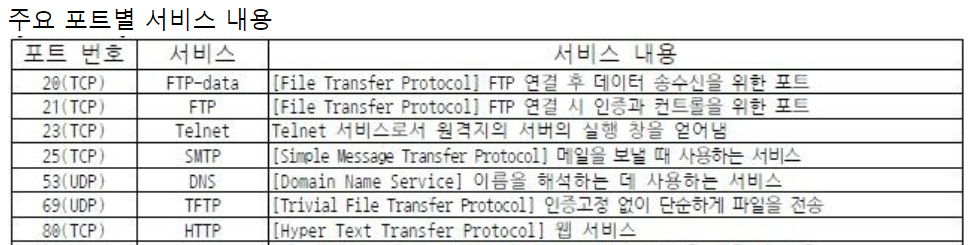 주요 포트별 서비스 내용
포트 번호 서비스 서비스 내용
20(TCP) FTP-data [File Transfer Protocol] FTP 연결 후 데이터 송수신을 위한 포트
21(TCP) FTP [File Transfer Protocol] FTP 연결 시 인증과 컨트롤을 위한 포트
23(TCP) Telnet Telnet 서비스로서 원격지의 서버의 실행 창을 얻어냄
25(TCP) SMTP [Simple Message Transfer Protocol] 메일을 보낼 때 사용하는 서비스
53(UDP) DNS [Domain Name Service] 이름을 해석하는 데 사용하는 서비스
69(UDP) TFTP [Trivial File Transfer Protocol] 인증고정 없이 단순하게 파일을 전송
80(TCP) HTTP [Hyper Text Transfer Protocol] 웹 서비스